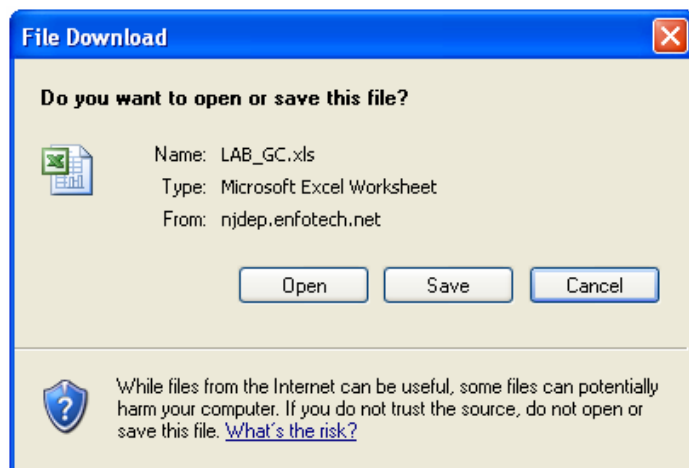 File Download
Do you want to open or save this file?
Name: LAB_GC.xls
Type: Microsoft Excel Worksheet
From: njdep.enfotech.net
Open Save Cancel
While files from the Internet can be useful, some files can potentially
harm your computer. If you do not trust the source, do not open or
save this file. What's the risk?